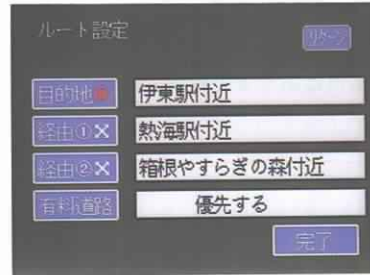 ルート設定
リターン
目的地
伊東駅付近
経由①×
熱海駅付近
経由②×
箱根やすらぎの森付近
有料道路
優先する
完了